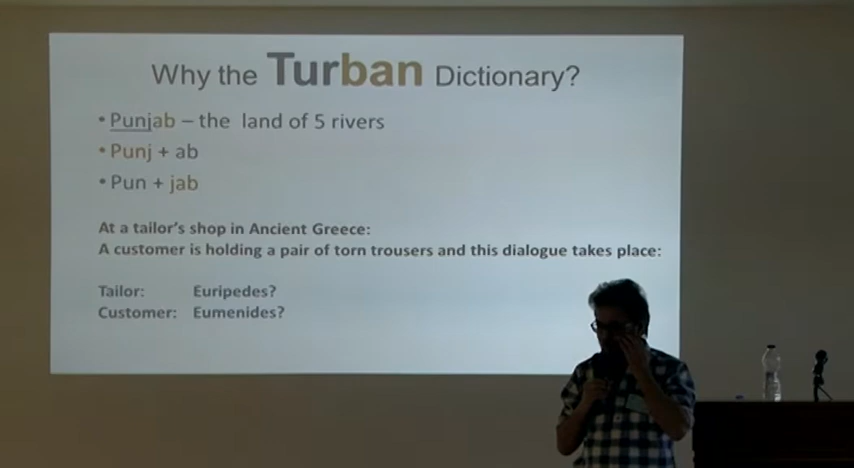 Why the Turban Dictionary?
• Punjab – the land of 5 rivers
• Punj + ab
• Pun + jab
At a tailor's shop in Ancient Greece:
A customer is holding a pair of torn trousers and this dialogue takes place:
Tailor: Euripedes?
Customer: Eumenides?